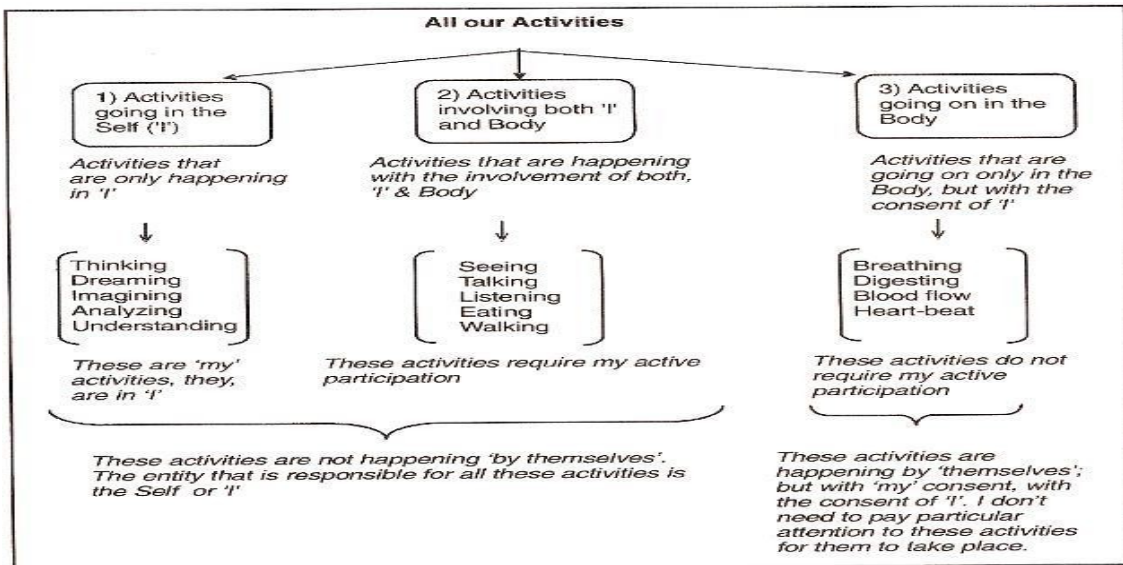 All our Activities
1) Activities
going in the
Self ('I')
Activities that
are only happening
in 'I'
Thinking
Dreaming
Imagining
Analyzing
Understanding
These are 'my'
activities, they,
are in 'I'
2) Activities
involving both 'I'
and Body
Activities that are happening
with the involvement of both,
'I' & Body
Seeing
Talking
Listening
Eating
Walking
These activities require my active
participation
These activities are not happening 'by themselves'.
The entity that is responsible for all these activities is
the Self or 'I'
3) Activities
going on in the
Body
Activities that are
going on only in the
Body, but with the
consent of 'I'
Breathing
Digesting
Blood flow
Heart-beat
These activities do not
require my active
participation
These activities are
happening by 'themselves';
but with 'my' consent, with
the consent of 'I'. I don't
need to pay particular
attention to these activities
for them to take place.